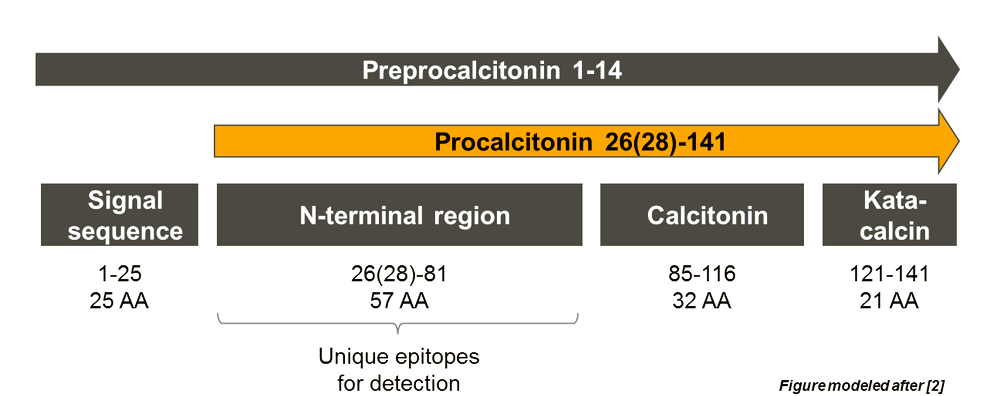 Preprocalcitonin 1-14
Procalcitonin 26(28)-141
Signal
sequence
N-terminal region
Calcitonin
Kata-
calcin
1-25
26(28)-81
85-116
121-141
25 AA
57 AA
32 AA
21 AA
Unique epitopes
for detection
Figure modeled after [2]